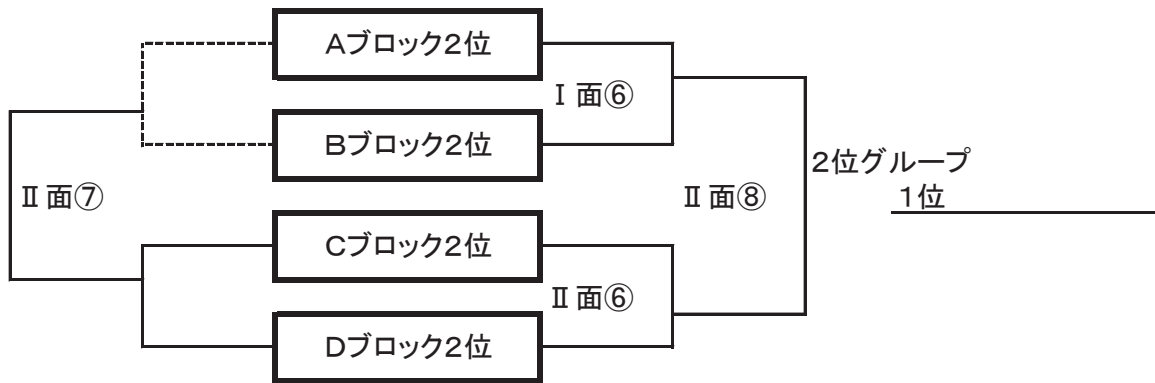 Aブロック2位
Ⅰ面⑥
Bブロック2位
2位グループ
1位
Ⅱ面⑦
Ⅱ面⑧
Cブロック2位
Ⅱ面⑥
Dブロック2位